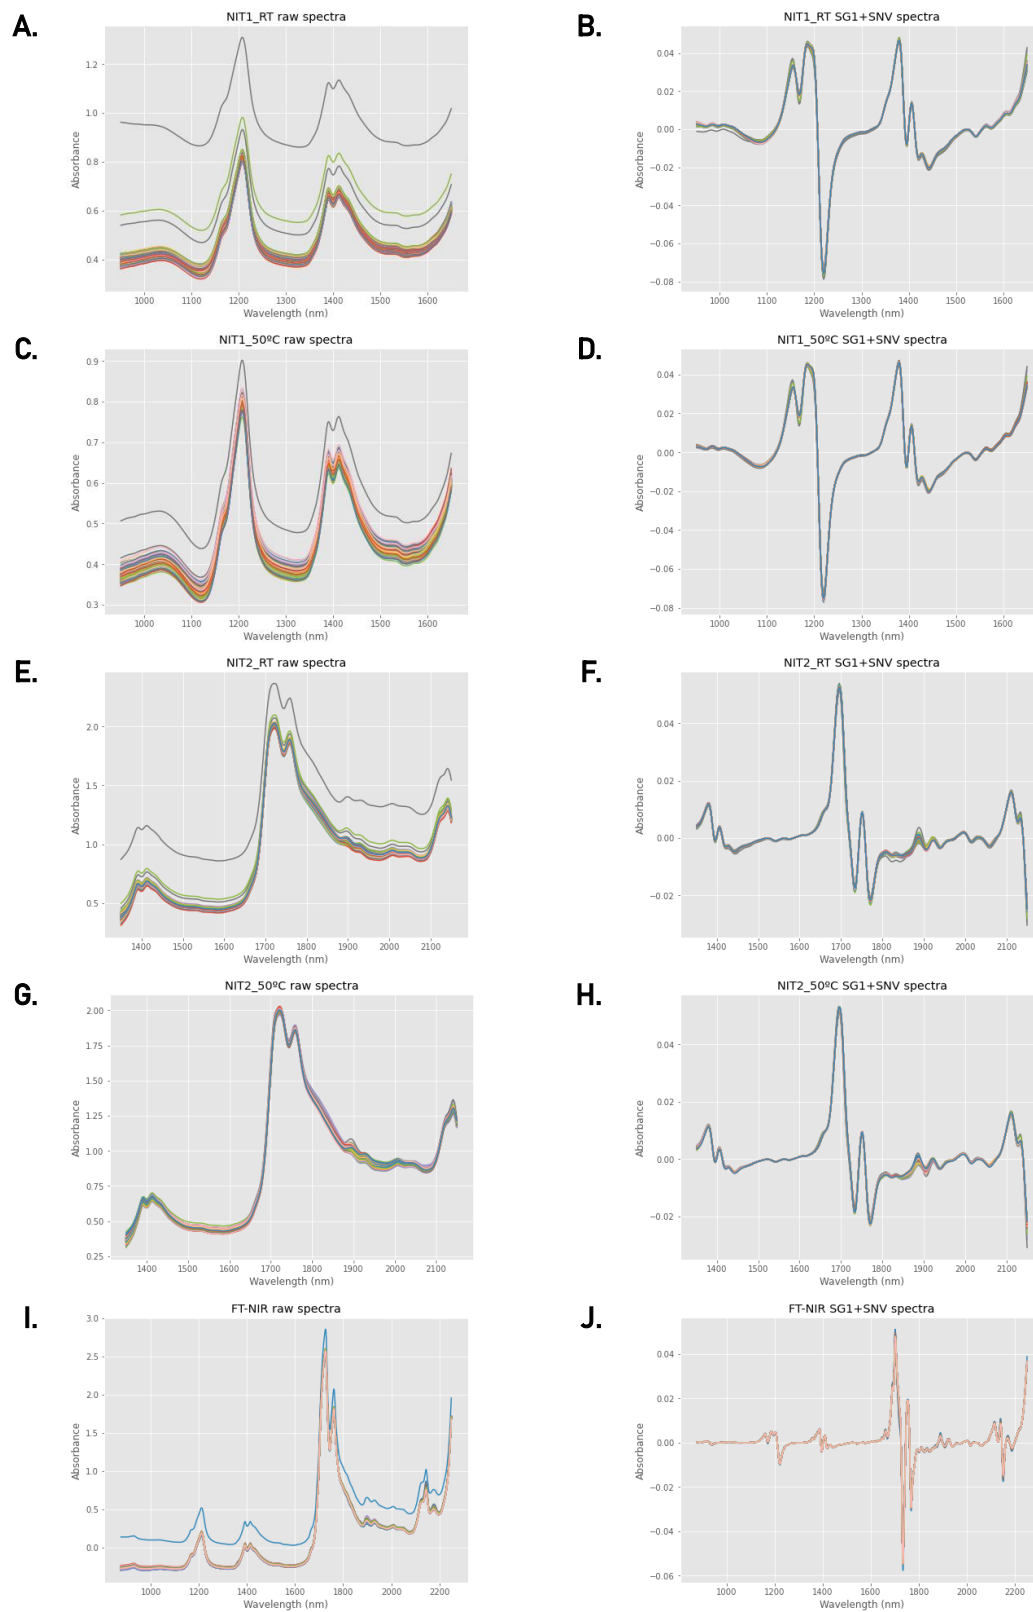 A.
NIT1_RT raw spectra
Absorbance
1.2
1.0
0.8
0.6
0.4
1000 1100 1200 1300 1400 1500 1600
Wavelength (nm)
B.
NIT1_RT SG1+SNV spectra
Absorbance
0.04
0.02
0.00
−0.02
−0.04
−0.06
−0.08
1000 1100 1200 1300 1400 1500 1600
Wavelength (nm)
C.
NIT1_50ºC raw spectra
Absorbance
0.9
0.8
0.7
0.6
0.5
0.4
0.3
1000 1100 1200 1300 1400 1500 1600
Wavelength (nm)
D.
NIT1_50ºC SG1+SNV spectra
Absorbance
0.04
0.02
0.00
−0.02
−0.04
−0.06
−0.08
1000 1100 1200 1300 1400 1500 1600
Wavelength (nm)
E.
NIT2_RT raw spectra
Absorbance
2.0
1.5
1.0
0.5
1400 1500 1600 1700 1800 1900 2000 2100
Wavelength (nm)
F.
NIT2_RT SG1+SNV spectra
Absorbance
0.04
0.02
0.00
−0.02
1400 1500 1600 1700 1800 1900 2000 2100
Wavelength (nm)
G.
NIT2_50ºC raw spectra
Absorbance
2.00
1.75
1.50
1.25
1.00
0.75
0.50
0.25
1400 1500 1600 1700 1800 1900 2000 2100
Wavelength (nm)
H.
NIT2_50ºC SG1+SNV spectra
Absorbance
0.04
0.02
0.00
−0.02
1400 1500 1600 1700 1800 1900 2000 2100
Wavelength (nm)
I.
FT-NIR raw spectra
Absorbance
3.0
2.5
2.0
1.5
1.0
0.5
0.0
1000 1200 1400 1600 1800 2000 2200
Wavelength (nm)
J.
FT-NIR SG1+SNV spectra
Absorbance
0.04
0.02
0.00
−0.02
−0.04
−0.06
1000 1200 1400 1600 1800 2000 2200
Wavelength (nm)